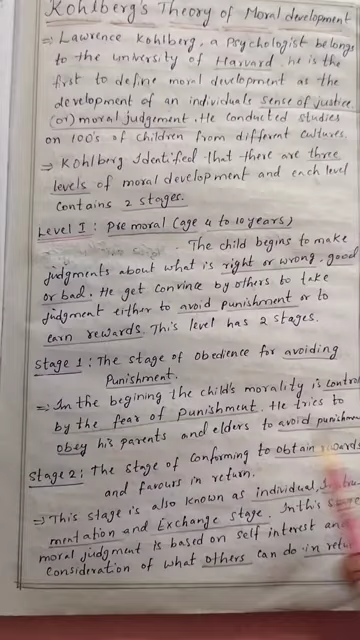 Kohlberg's Theory of Moral development
⇒ Lawrence Kohlberg, a Psychologist belongs
to the university of Harvard. he is the
first to define moral development as the
development of an individuals sense of justice
(or) moral judgement. He conducted studies
on 100's of children from different cultures.
⇒ Kohlberg Identifed that there are three
levels of moral development and each level
contains 2 stages.
Level I : Pre moral (age 4 to 10 years)
The child begins to make
judgments about what is right or wrong, good
or bad. He get convince by others to take
judgment either to avoid punishment or to
earn rewards. This level has 2 stages.
Stage 1 : The stage of obedience for avoiding
Punishment.
⇒ In the begining the child's morality is control
by the fear of Punishment. He tries to
obey his parents and elders to avoid punishmen
Stage 2 : The stage of conforming to obtain rewards
and favours in return.
⇒ This stage is also known as individual,
mentation and Exchange stage. In this
moral judgment is based on self interest and
consideration of what others can do in retu